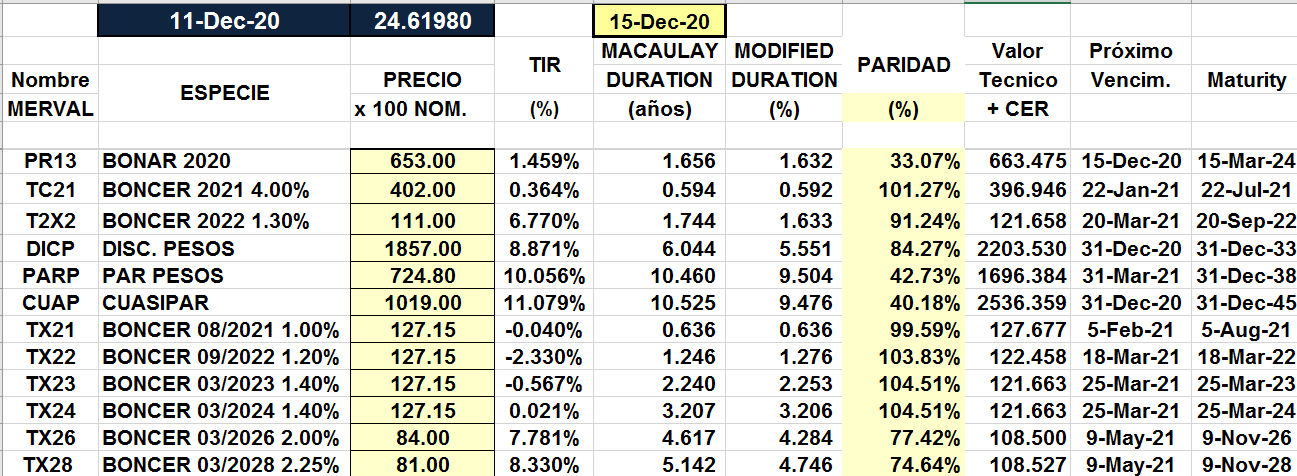 11-Dec-20 24.61980 15-Dec-20
Nombre MERVAL ESPECIE PRECIO x 100 NOM. TIR (%) MACAULAY DURATION (años) MODIFIED DURATION (%) PARIDAD (%) Valor Tecnico + CER Próximo Vencim. Maturity
PR13 BONAR 2020 653.00 1.459% 1.656 1.632 33.07% 663.475 15-Dec-20 15-Mar-24
TC21 BONCER 2021 4.00% 402.00 0.364% 0.594 0.592 101.27% 396.946 22-Jan-21 22-Jul-21
T2X2 BONCER 2022 1.30% 111.00 6.770% 1.744 1.633 91.24% 121.658 20-Mar-21 20-Sep-22
DICP DISC. PESOS 1857.00 8.871% 6.044 5.551 84.27% 2203.530 31-Dec-20 31-Dec-33
PARP PAR PESOS 724.80 10.056% 10.460 9.504 42.73% 1696.384 31-Mar-21 31-Dec-38
CUAP CUASIPAR 1019.00 11.079% 10.525 9.476 40.18% 2536.359 31-Dec-20 31-Dec-45
TX21 BONCER 08/2021 1.00% 127.15 -0.040% 0.636 0.636 99.59% 127.677 5-Feb-21 5-Aug-21
TX22 BONCER 09/2022 1.20% 127.15 -2.330% 1.246 1.276 103.83% 122.458 18-Mar-21 18-Mar-22
TX23 BONCER 03/2023 1.40% 127.15 -0.567% 2.240 2.253 104.51% 121.663 25-Mar-21 25-Mar-23
TX24 BONCER 03/2024 1.40% 127.15 0.021% 3.207 3.206 104.51% 121.663 25-Mar-21 25-Mar-24
TX26 BONCER 03/2026 2.00% 84.00 7.781% 4.617 4.284 77.42% 108.500 9-May-21 9-Nov-26
TX28 BONCER 03/2028 2.25% 81.00 8.330% 5.142 4.746 74.64% 108.527 9-May-21 9-Nov-28